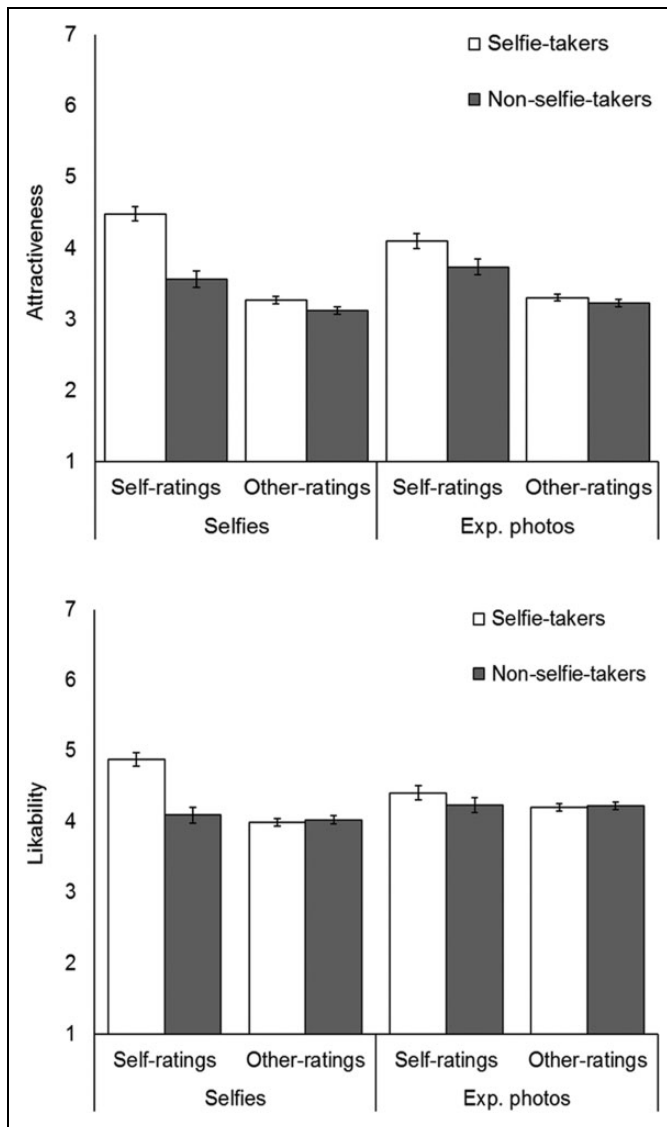 7
6
5
4
3
2
1
Attractiveness
Selfie-takers
Non-selfie-takers
Self-ratings Other-ratings Self-ratings Other-ratings
Selfies Exp. photos
7
6
5
4
3
2
1
Likability
Selfie-takers
Non-selfie-takers
Self-ratings Other-ratings Self-ratings Other-ratings
Selfies Exp. photos